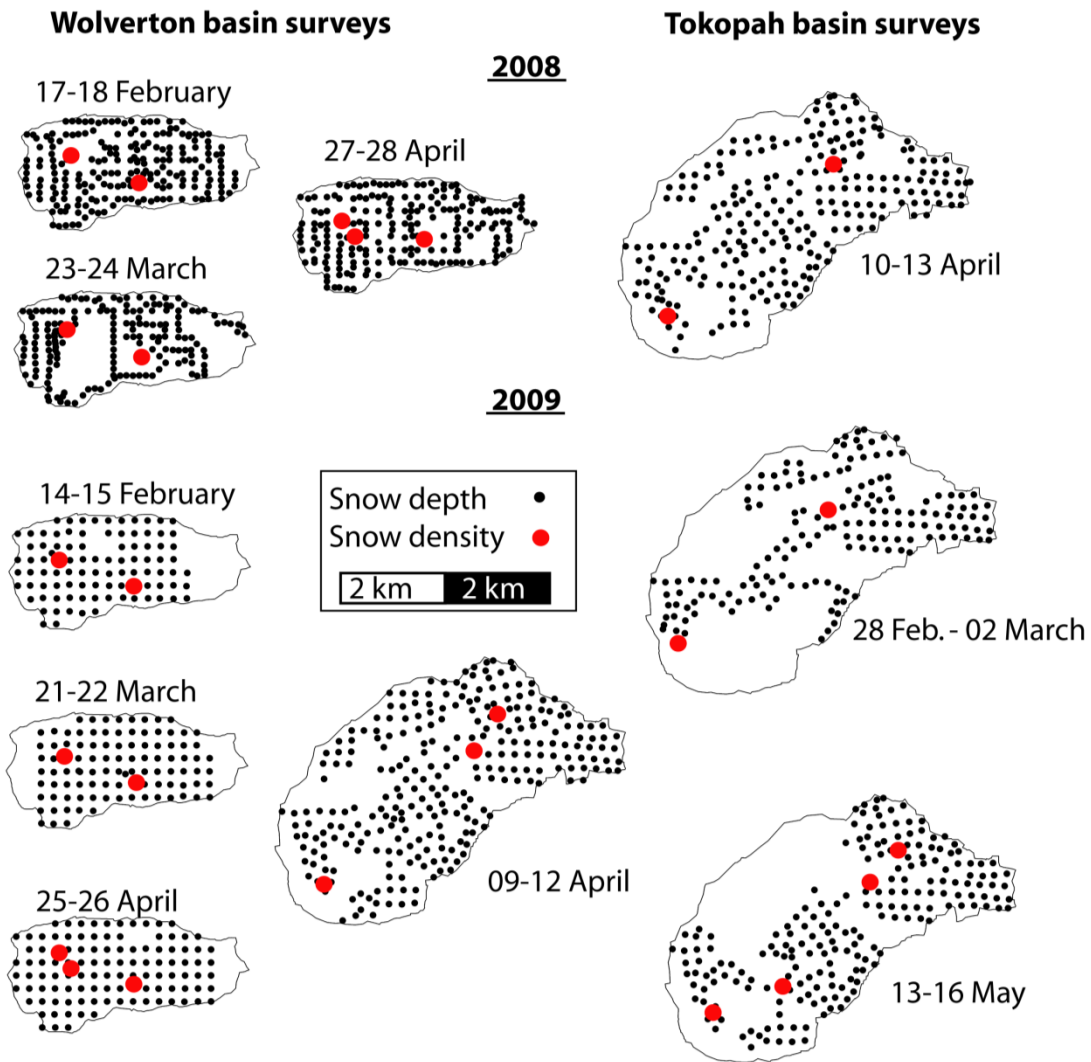 Wolverton basin surveys
Tokopah basin surveys
2008
17-18 February
27-28 April
23-24 March
10-13 April
2009
14-15 February
Snow depth
Snow density
2 km 2 km
28 Feb. - 02 March
21-22 March
09-12 April
25-26 April
13-16 May